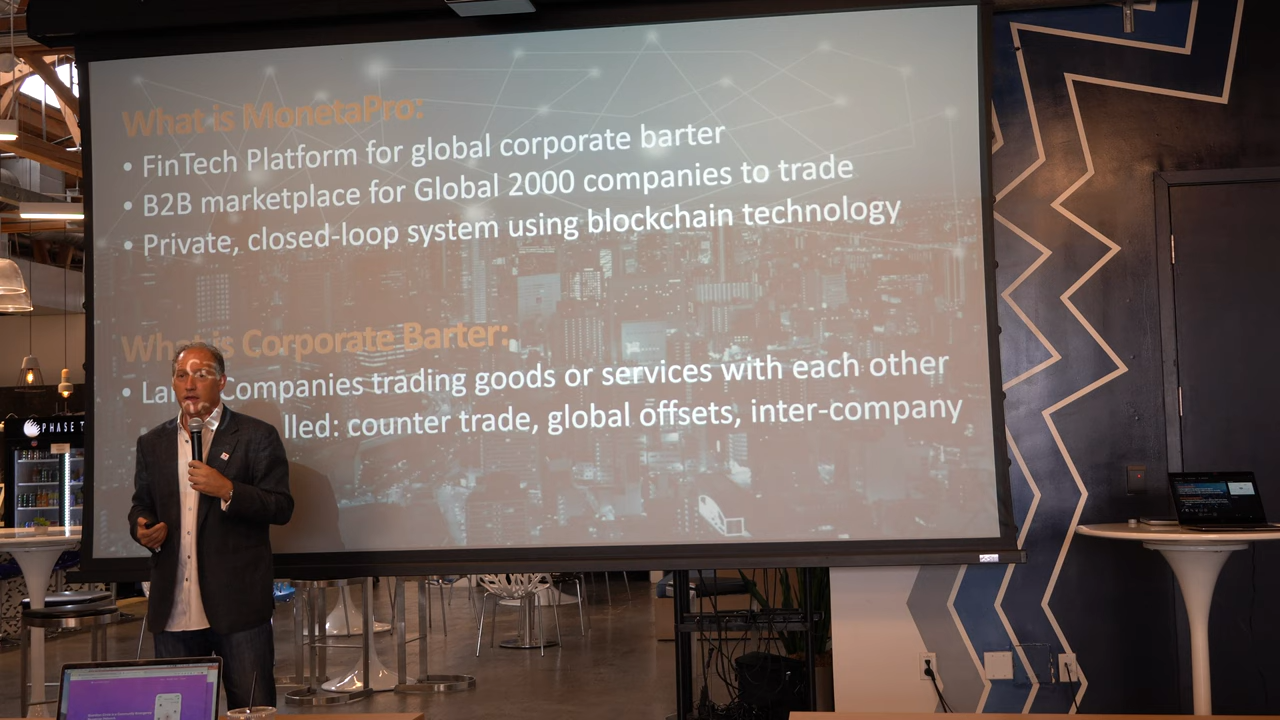 What is MonetaPro:
• FinTech Platform for global corporate barter
• B2B marketplace for Global 2000 companies to trade
• Private, closed-loop system using blockchain technology
What is Corporate Barter:
• La companies trading goods or services with each other
lled: counter trade, global offsets, inter-company
PHASE T